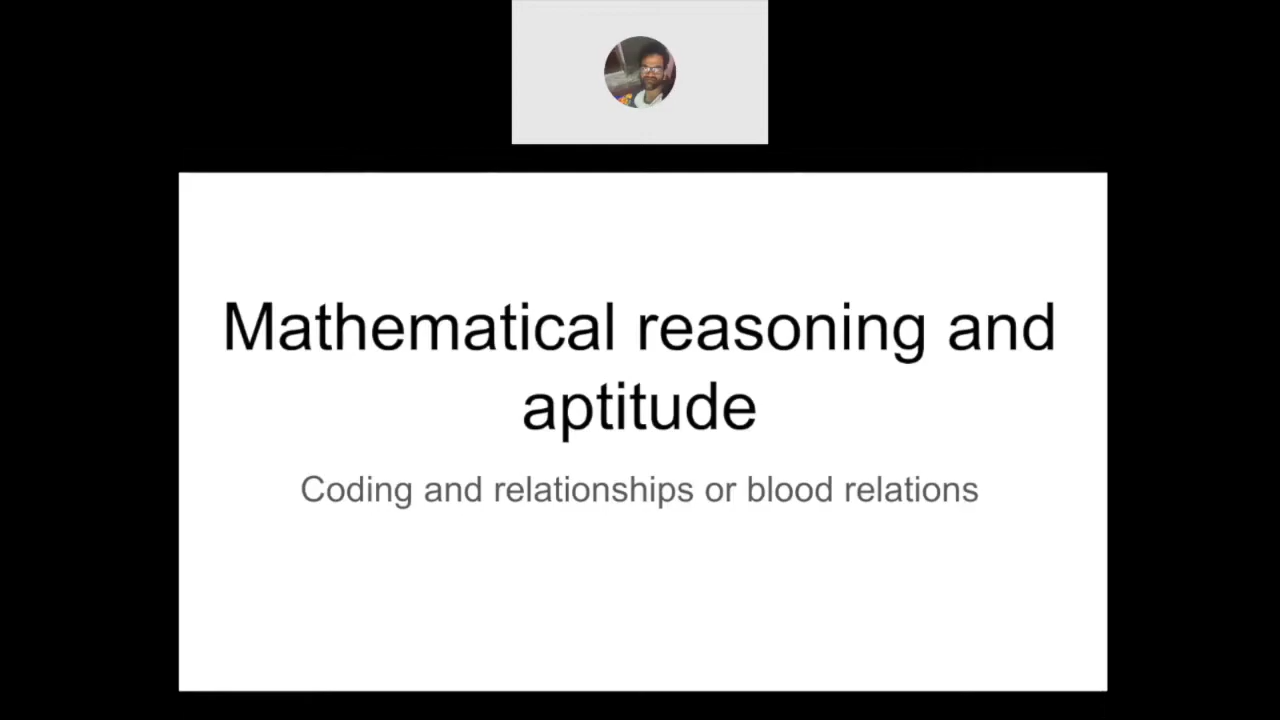 Mathematical reasoning and
aptitude
Coding and relationships or blood relations